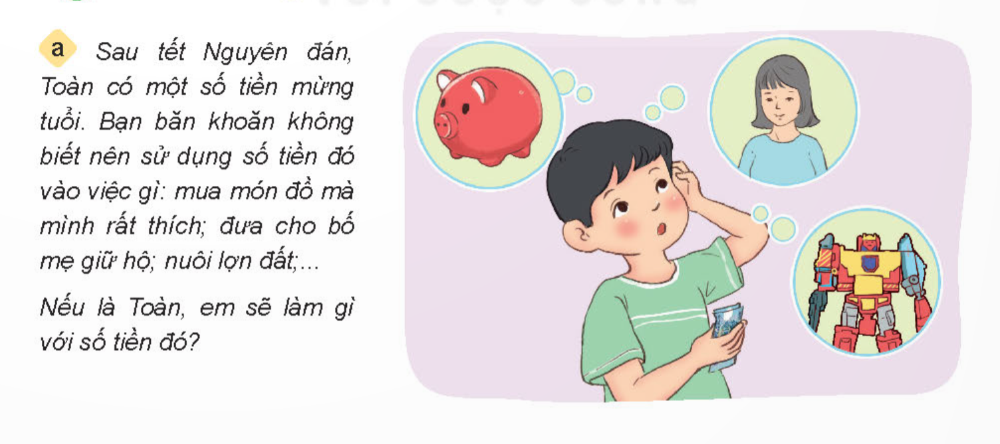 a Sau tết Nguyên đán,
Toàn có một số tiền mừng
tuổi. Bạn băn khoăn không
biết nên sử dụng số tiền đó
vào việc gì: mua món đồ mà
mình rất thích; đưa cho bố
mẹ giữ hộ; nuôi lợn đất;...
Nếu là Toàn, em sẽ làm gì
với số tiền đó?